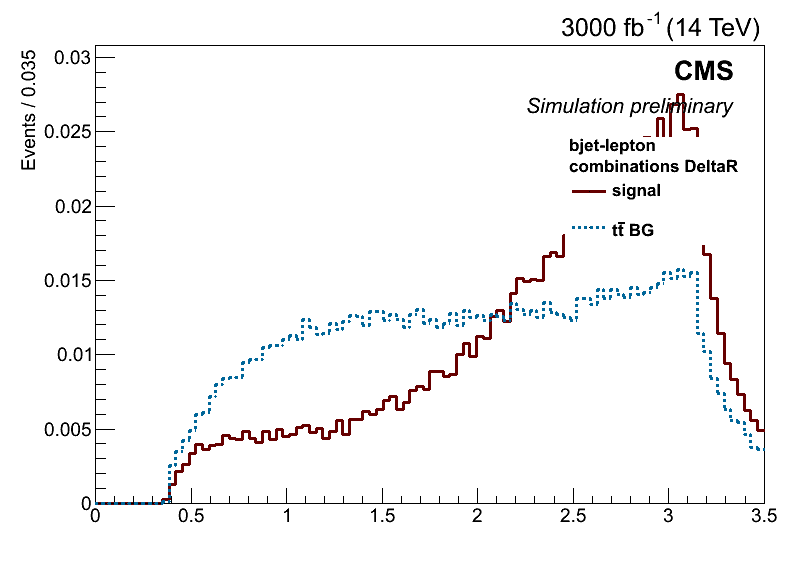 3000 fb-1 (14 TeV)
CMS
Simulation preliminary
bjet-lepton
combinations DeltaR
signal
tt̄ BG
Events / 0.035
0.03
0.025
0.02
0.015
0.01
0.005
0
0 0.5 1 1.5 2 2.5 3 3.5